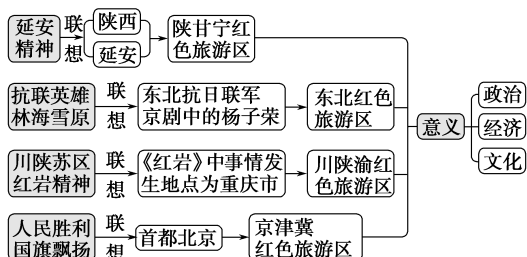 延安
精神
联
想
陕西
延安
陕甘宁红
色旅游区
抗联英雄
林海雪原
联
想
东北抗日联军
京剧中的杨子荣
东北红色
旅游区
川陕苏区
红岩精神
联
想
《红岩》中事情发
生地点为重庆市
川陕渝红
色旅游区
人民胜利
国旗飘扬
联
想
首都北京
京津冀
红色旅游区
意义
政治
经济
文化